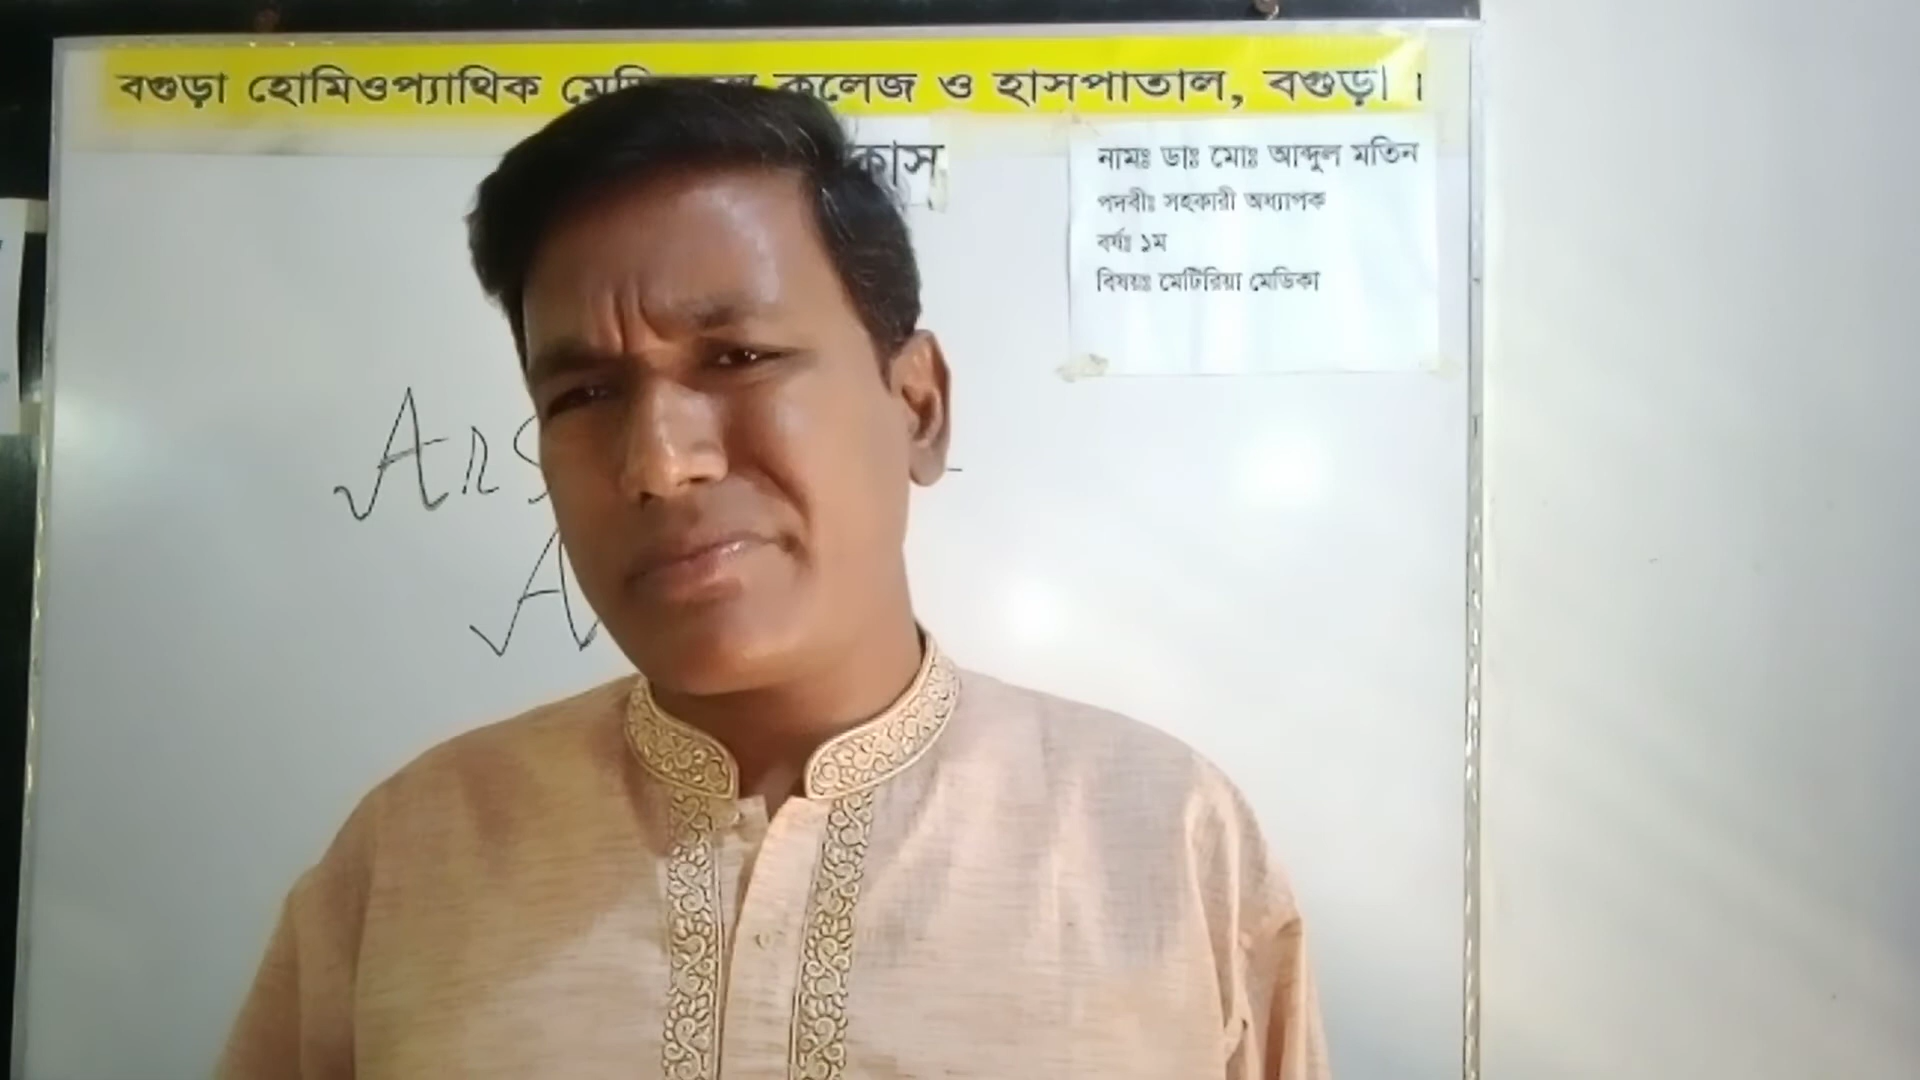 বগুড়া হোমিওপ্যাথিক কলেজ ও হাসপাতাল, বগুড়া।
নামঃ ডাঃ মোঃ আব্দুল মতিন
পদবীঃ সহকারী অধ্যাপক
বর্ষঃ ১ম
বিষয়ঃ মেটিরিয়া মেডিকা